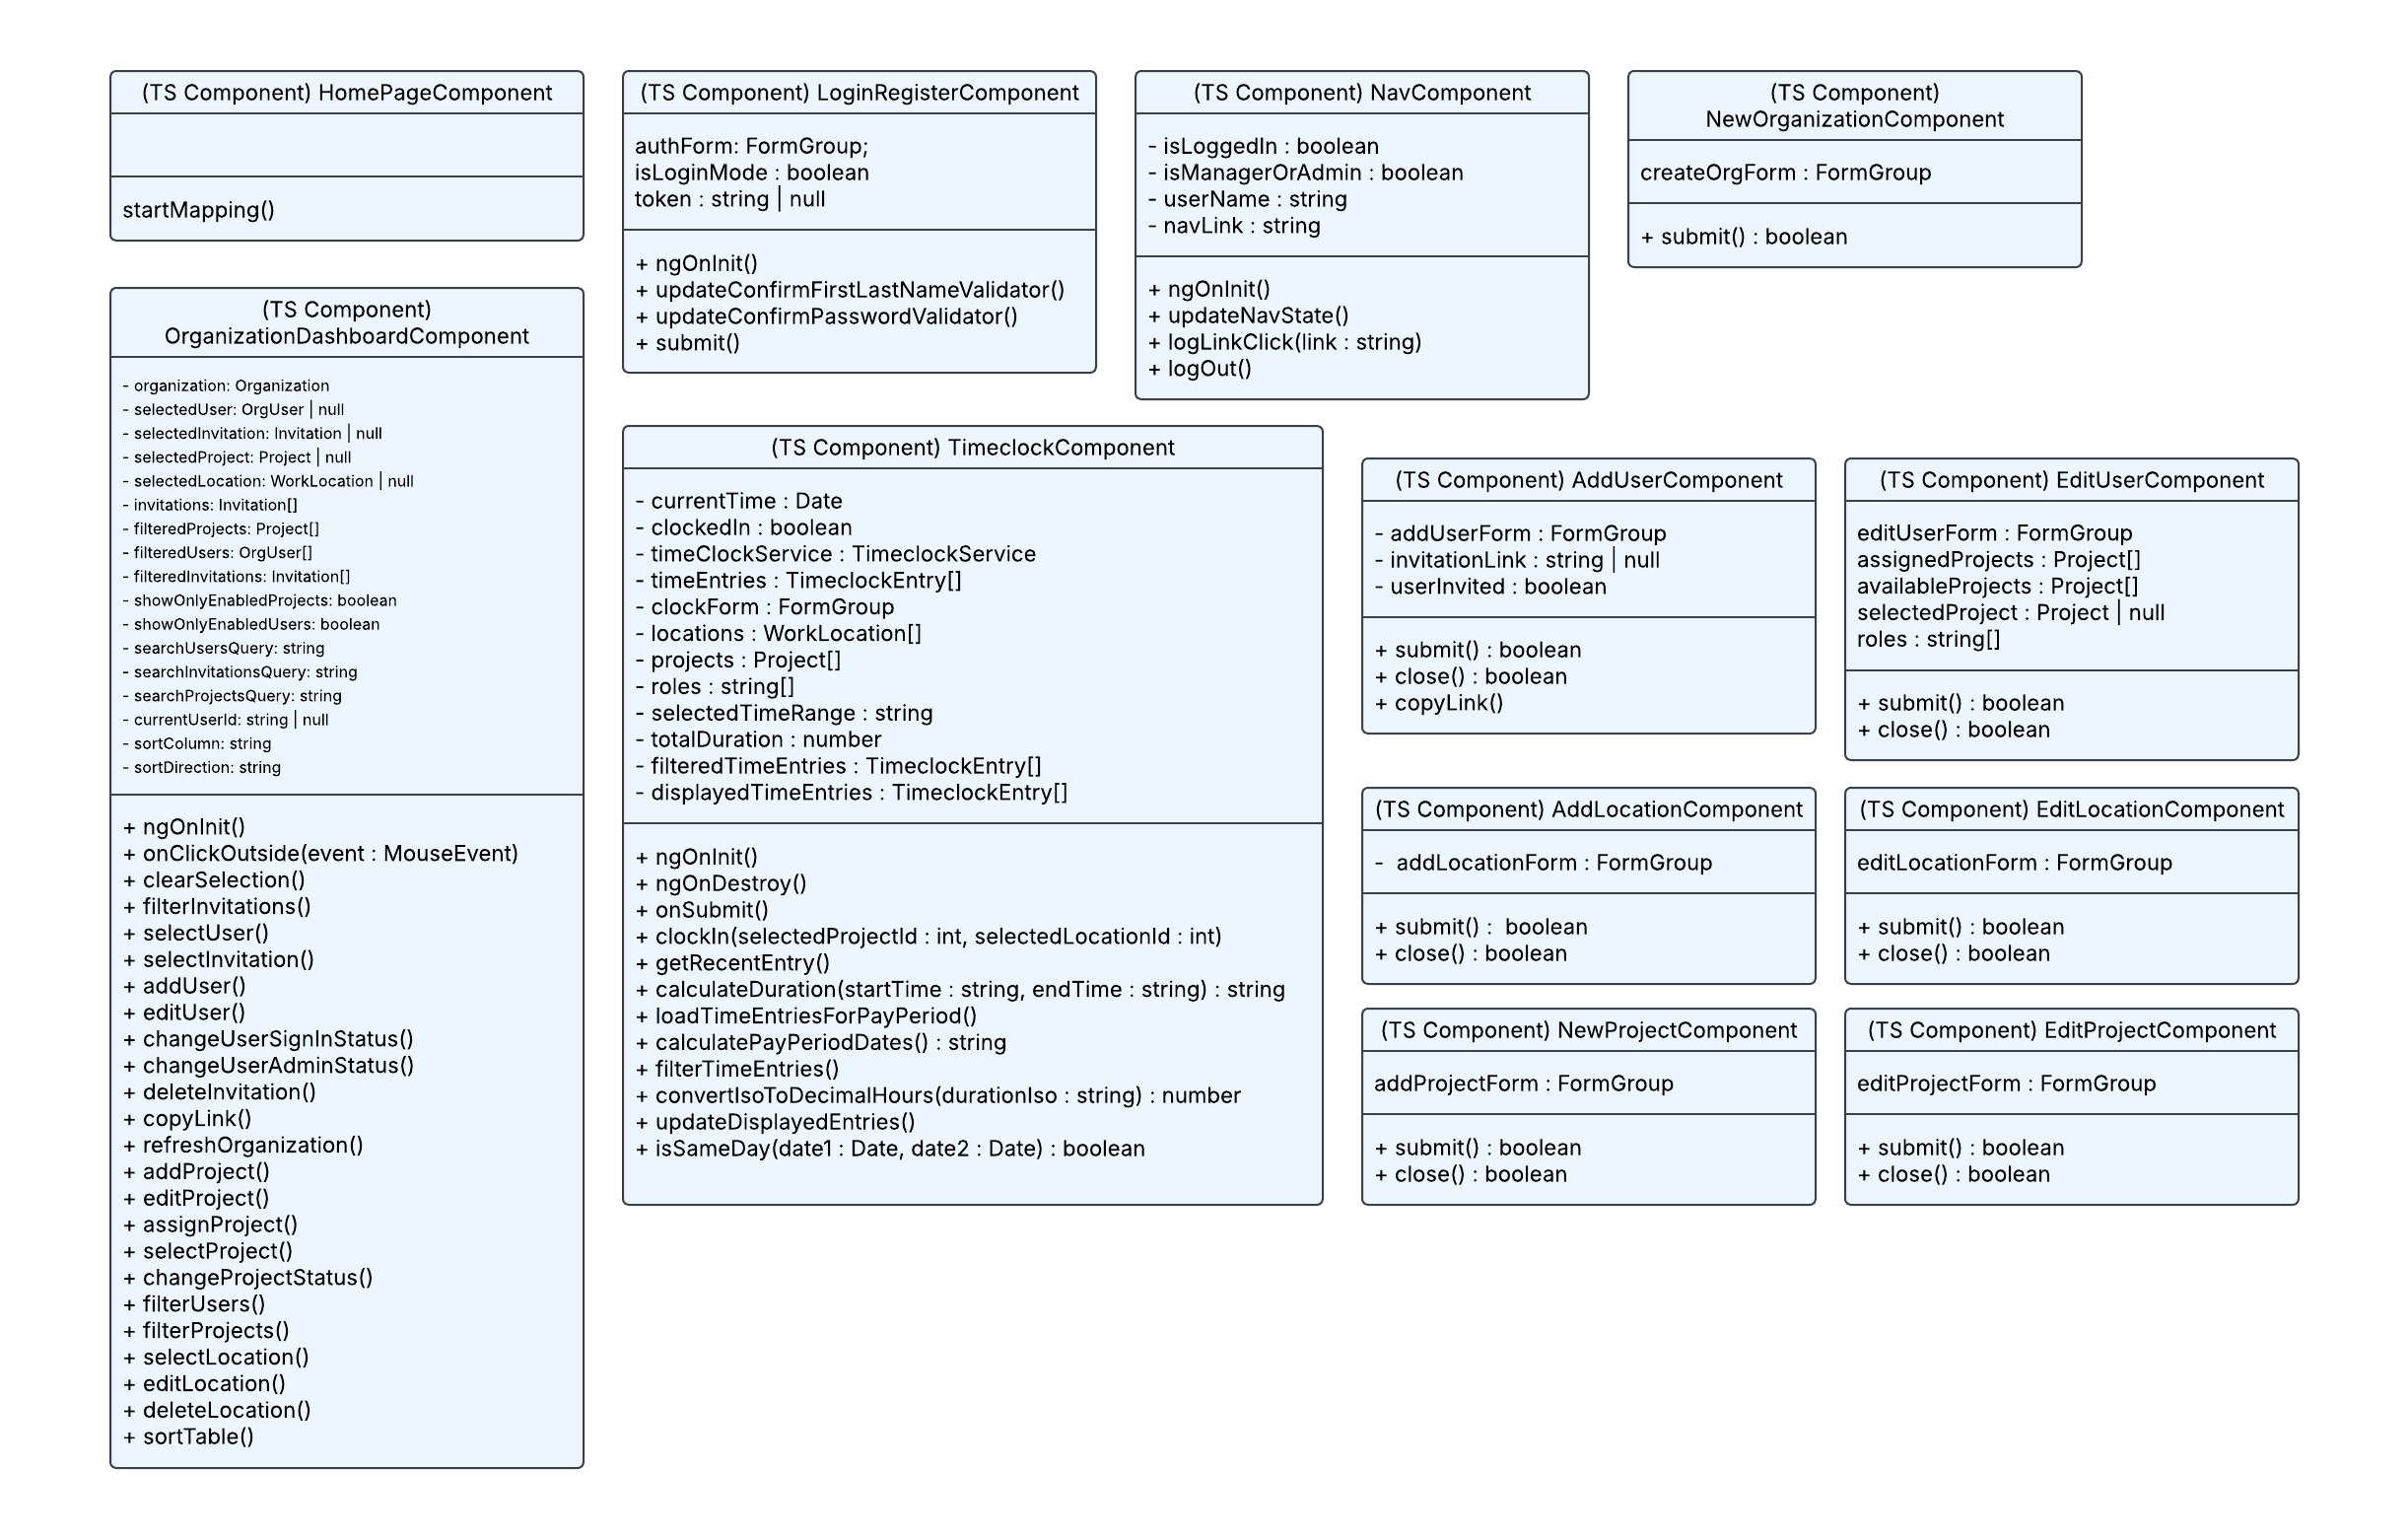 (TS Component) HomePageComponent
startMapping()
(TS Component) LoginRegisterComponent
authForm: FormGroup;
isLoginMode : boolean
token : string | null
+ ngOnInit()
+ updateConfirmFirstLastNameValidator()
+ updateConfirmPasswordValidator()
+ submit()
(TS Component) NavComponent
- isLoggedIn : boolean
- isManagerOrAdmin : boolean
- userName : string
- navLink : string
+ ngOnInit()
+ updateNavState()
+ logLinkClick(link : string)
+ logOut()
(TS Component)
NewOrganizationComponent
createOrgForm : FormGroup
+ submit() : boolean
(TS Component)
OrganizationDashboardComponent
- organization: Organization
- selectedUser: OrgUser | null
- selectedInvitation: Invitation | null
- selectedProject: Project | null
- selectedLocation: WorkLocation | null
- invitations: Invitation[]
- filteredProjects: Project[]
- filteredUsers: OrgUser[]
- filteredInvitations: Invitation[]
- showOnlyEnabledProjects: boolean
- showOnlyEnabledUsers: boolean
- searchUsersQuery: string
- searchInvitationsQuery: string
- searchProjectsQuery: string
- currentUserId: string | null
- sortColumn: string
- sortDirection: string
+ ngOnInit()
+ onClickOutside(event : MouseEvent)
+ clearSelection()
+ filterInvitations()
+ selectUser()
+ selectInvitation()
+ addUser()
+ editUser()
+ changeUserSignInStatus()
+ changeUserAdminStatus()
+ deleteInvitation()
+ copyLink()
+ refreshOrganization()
+ addProject()
+ editProject()
+ assignProject()
+ selectProject()
+ changeProjectStatus()
+ filterUsers()
+ filterProjects()
+ selectLocation()
+ editLocation()
+ deleteLocation()
+ sortTable()
(TS Component) TimeclockComponent
- currentTime : Date
- clockedIn : boolean
- timeClockService : TimeclockService
- timeEntries : TimeclockEntry[]
- clockForm : FormGroup
- locations : WorkLocation[]
- projects : Project[]
- roles : string[]
- selectedTimeRange : string
- totalDuration : number
- filteredTimeEntries : TimeclockEntry[]
- displayedTimeEntries : TimeclockEntry[]
+ ngOnInit()
+ ngOnDestroy()
+ onSubmit()
+ clockIn(selectedProjectId : int, selectedLocationId : int)
+ getRecentEntry()
+ calculateDuration(startTime : string, endTime : string) : string
+ loadTimeEntriesForPayPeriod()
+ calculatePayPeriodDates() : string
+ filterTimeEntries()
+ convertIsoToDecimalHours(durationIso : string) : number
+ updateDisplayedEntries()
+ isSameDay(date1 : Date, date2 : Date) : boolean
(TS Component) AddUserComponent
- addUserForm : FormGroup
- invitationLink : string | null
- userInvited : boolean
+ submit() : boolean
+ close() : boolean
+ copyLink()
(TS Component) EditUserComponent
editUserForm : FormGroup
assignedProjects : Project[]
availableProjects : Project[]
selectedProject : Project | null
roles : string[]
+ submit() : boolean
+ close() : boolean
(TS Component) AddLocationComponent
- addLocationForm : FormGroup
+ submit() : boolean
+ close() : boolean
(TS Component) EditLocationComponent
editLocationForm : FormGroup
+ submit() : boolean
+ close() : boolean
(TS Component) NewProjectComponent
addProjectForm : FormGroup
+ submit() : boolean
+ close() : boolean
(TS Component) EditProjectComponent
editProjectForm : FormGroup
+ submit() : boolean
+ close() : boolean